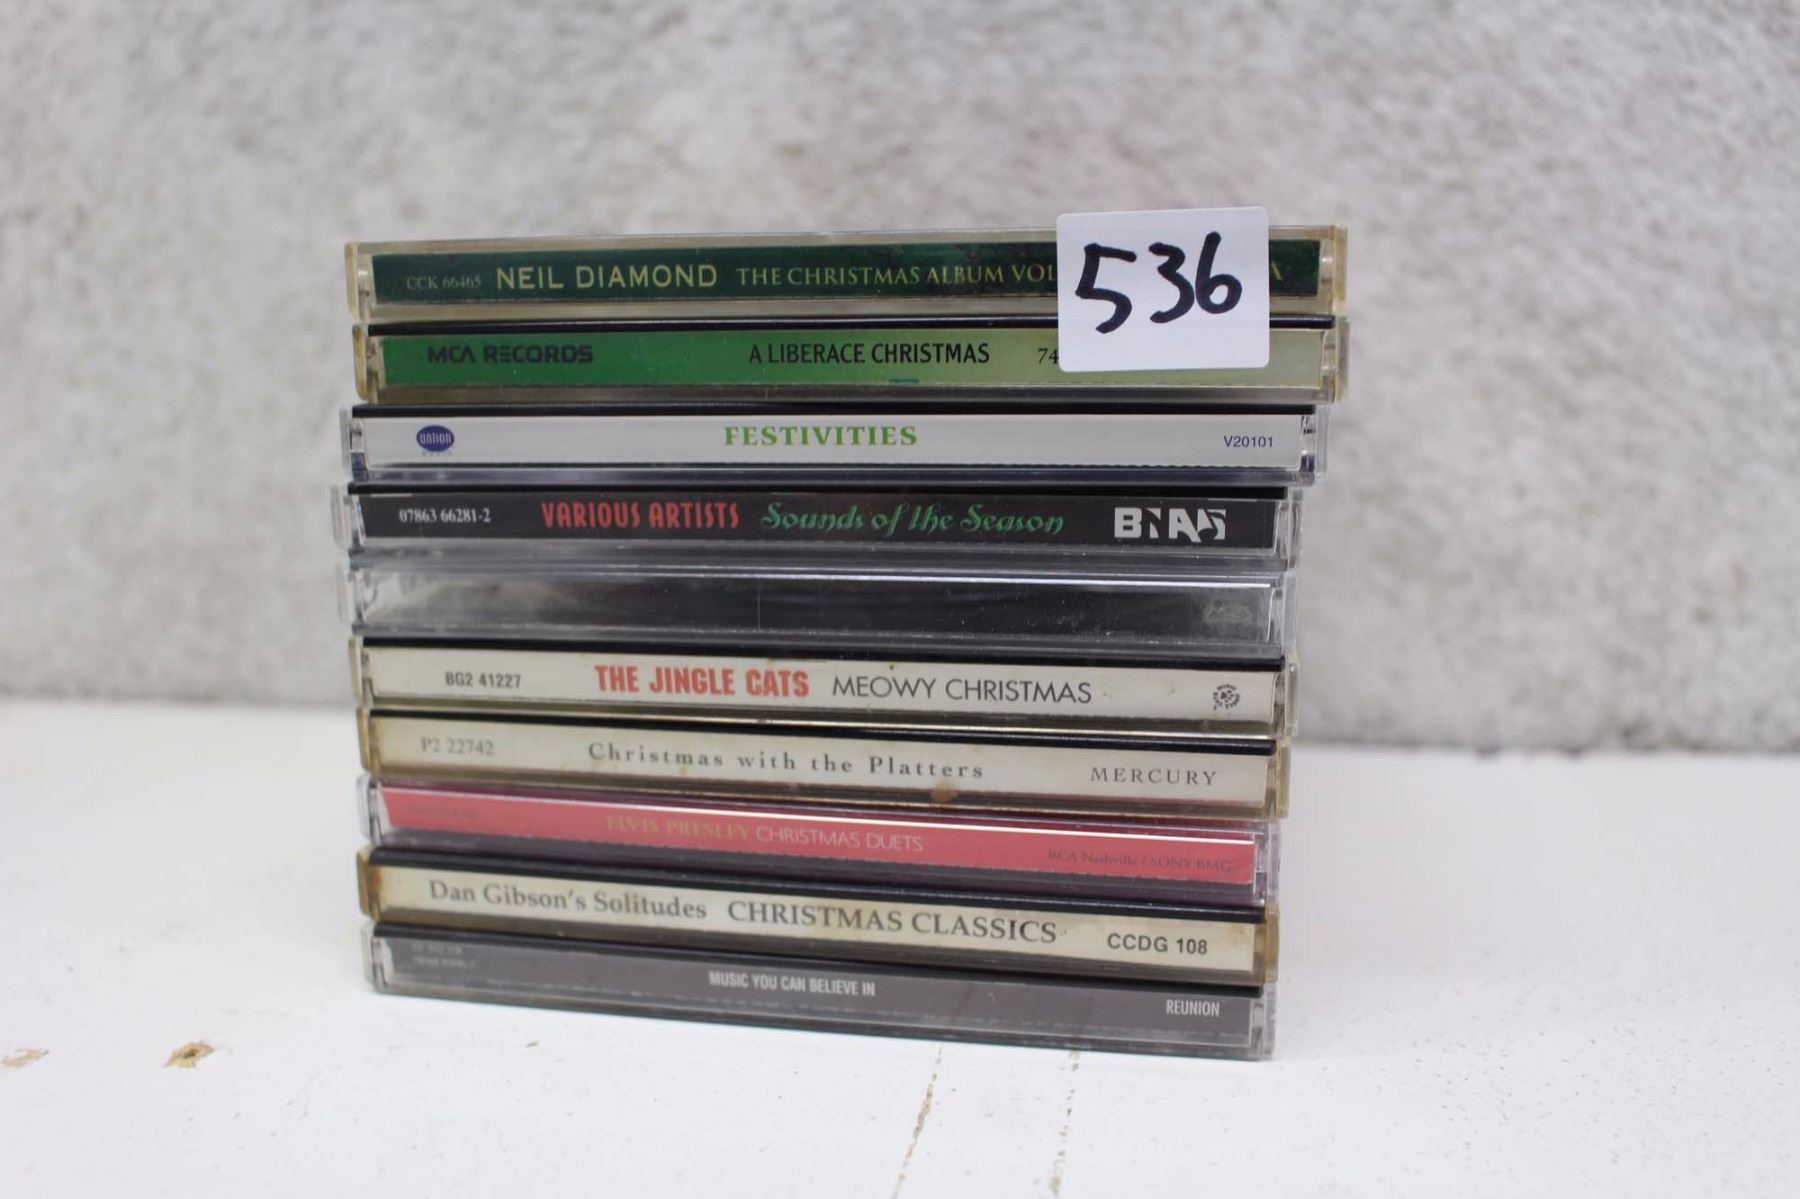 536
CCK 66465 NEIL DIAMOND THE CHRISTMAS ALBUM VOL
MCA RECORDS A LIBERACE CHRISTMAS 74
unison FESTIVITIES V20101
07863 66281-2 VARIOUS ARTISTS Sounds of the Season BNA
BG2 41227 THE JINGLE CATS MEOWY CHRISTMAS
P2 22742 Christmas with the Platters MERCURY
ELVIS PRESLEY CHRISTMAS DUETS RCA Nashville / SONY BMG
Dan Gibson's Solitudes CHRISTMAS CLASSICS CCDG 108
MUSIC YOU CAN BELIEVE IN REUNION